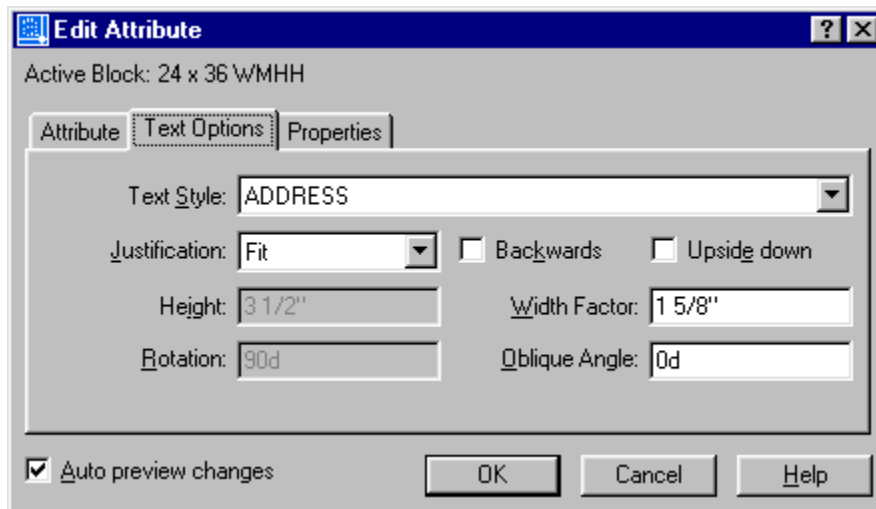 Edit Attribute
Active Block: 24 x 36 WMHH
Attribute Text Options Properties
Text Style: ADDRESS
Justification: Fit Backwards Upside down
Height: 3 1/2" Width Factor: 1 5/8"
Rotation: 90d Oblique Angle: 0d
Auto preview changes OK Cancel Help